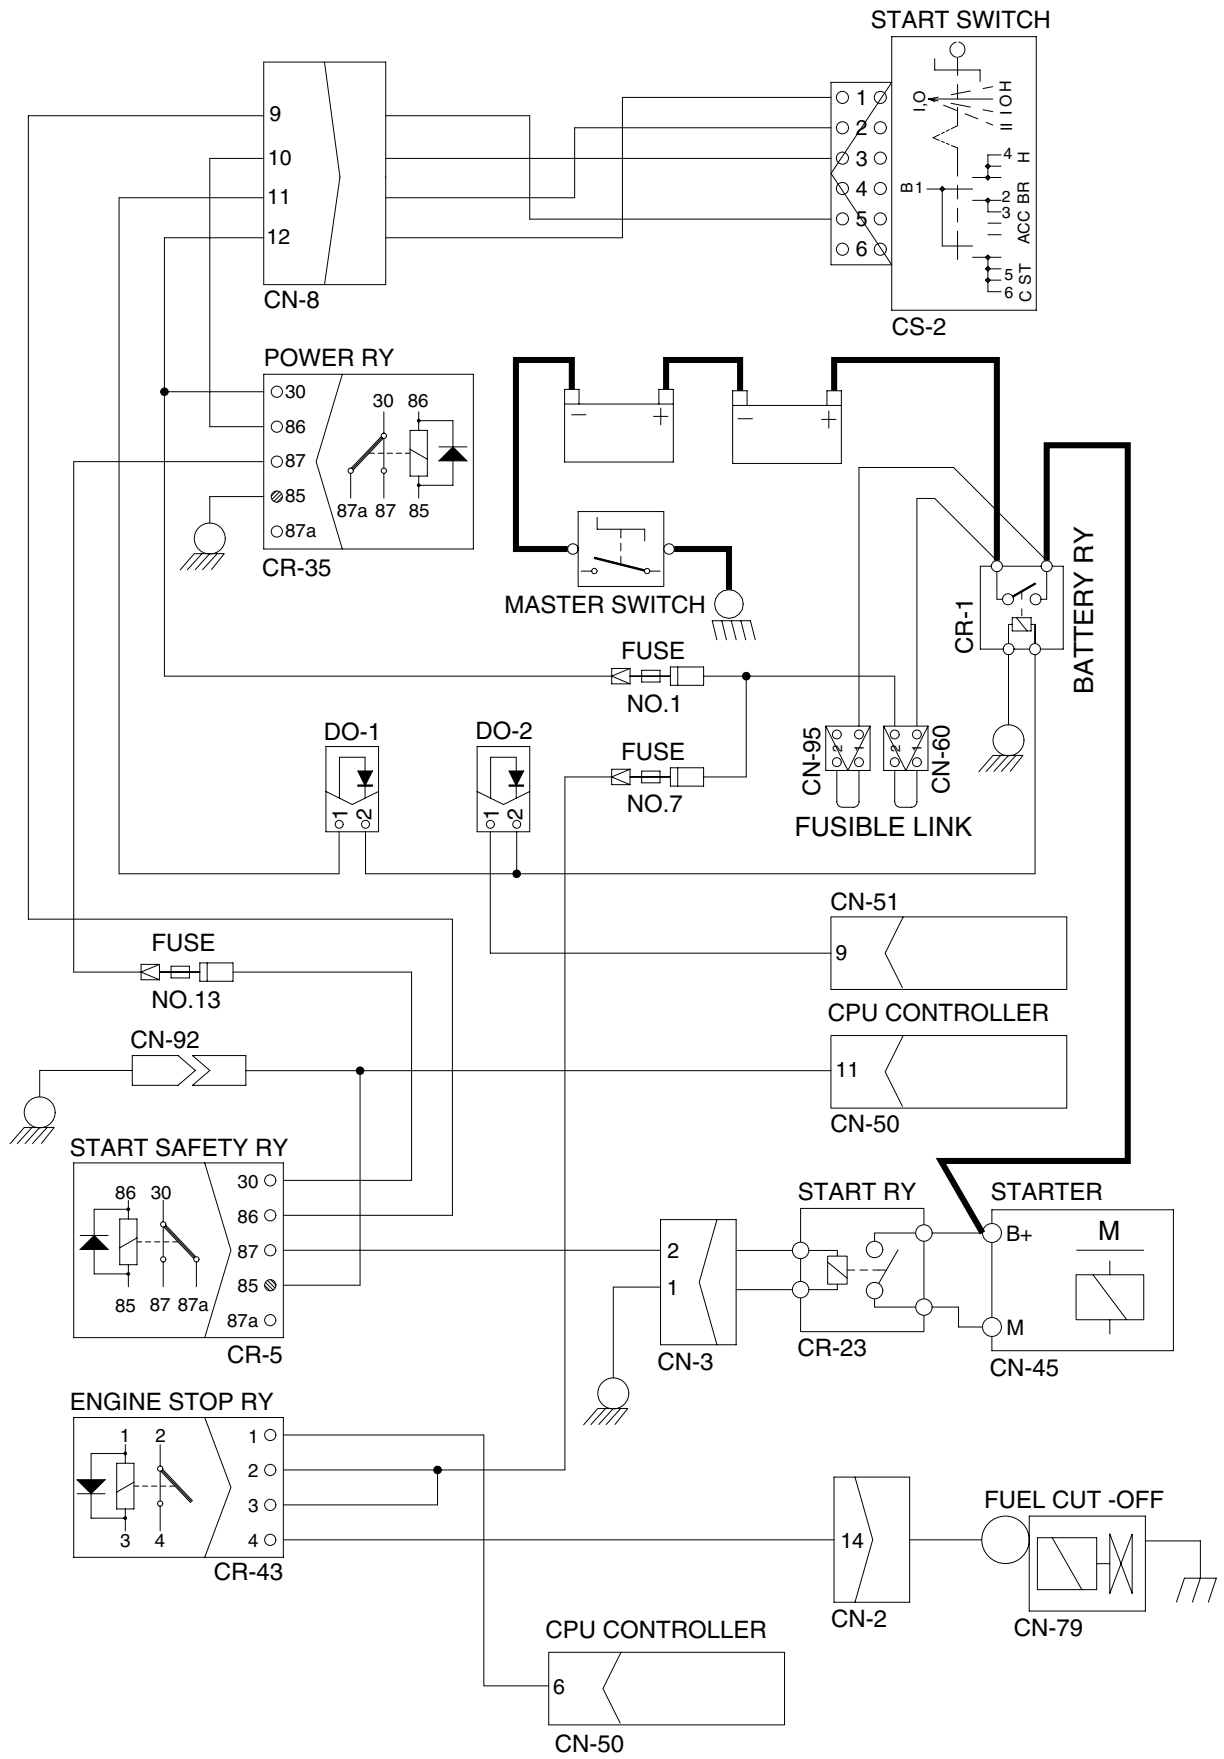 START SWITCH
9
10
11
12
CN-8
1
2
3
4
5
6
I,O
H
O
I
II
4 H
B 1
2 BR
3 ACC
5 ST
6 C
CS-2
POWER RY
30
86
87
85
87a
30 86
87a 87 85
CR-35
− +
− +
MASTER SWITCH
CR-1
BATTERY RY
FUSE
NO.1
FUSE
NO.7
DO-1
1 2
DO-2
1 2
CN-95
2 1
CN-60
2 1
FUSIBLE LINK
CN-51
9
CPU CONTROLLER
11
CN-50
FUSE
NO.13
CN-92
START SAFETY RY
86 30
85 87 87a
30
86
87
85
87a
CR-5
2
1
CN-3
START RY
CR-23
STARTER
B+
M
M
CN-45
ENGINE STOP RY
1 2
3 4
1
2
3
4
CR-43
14
CN-2
FUEL CUT -OFF
CN-79
CPU CONTROLLER
6
CN-50